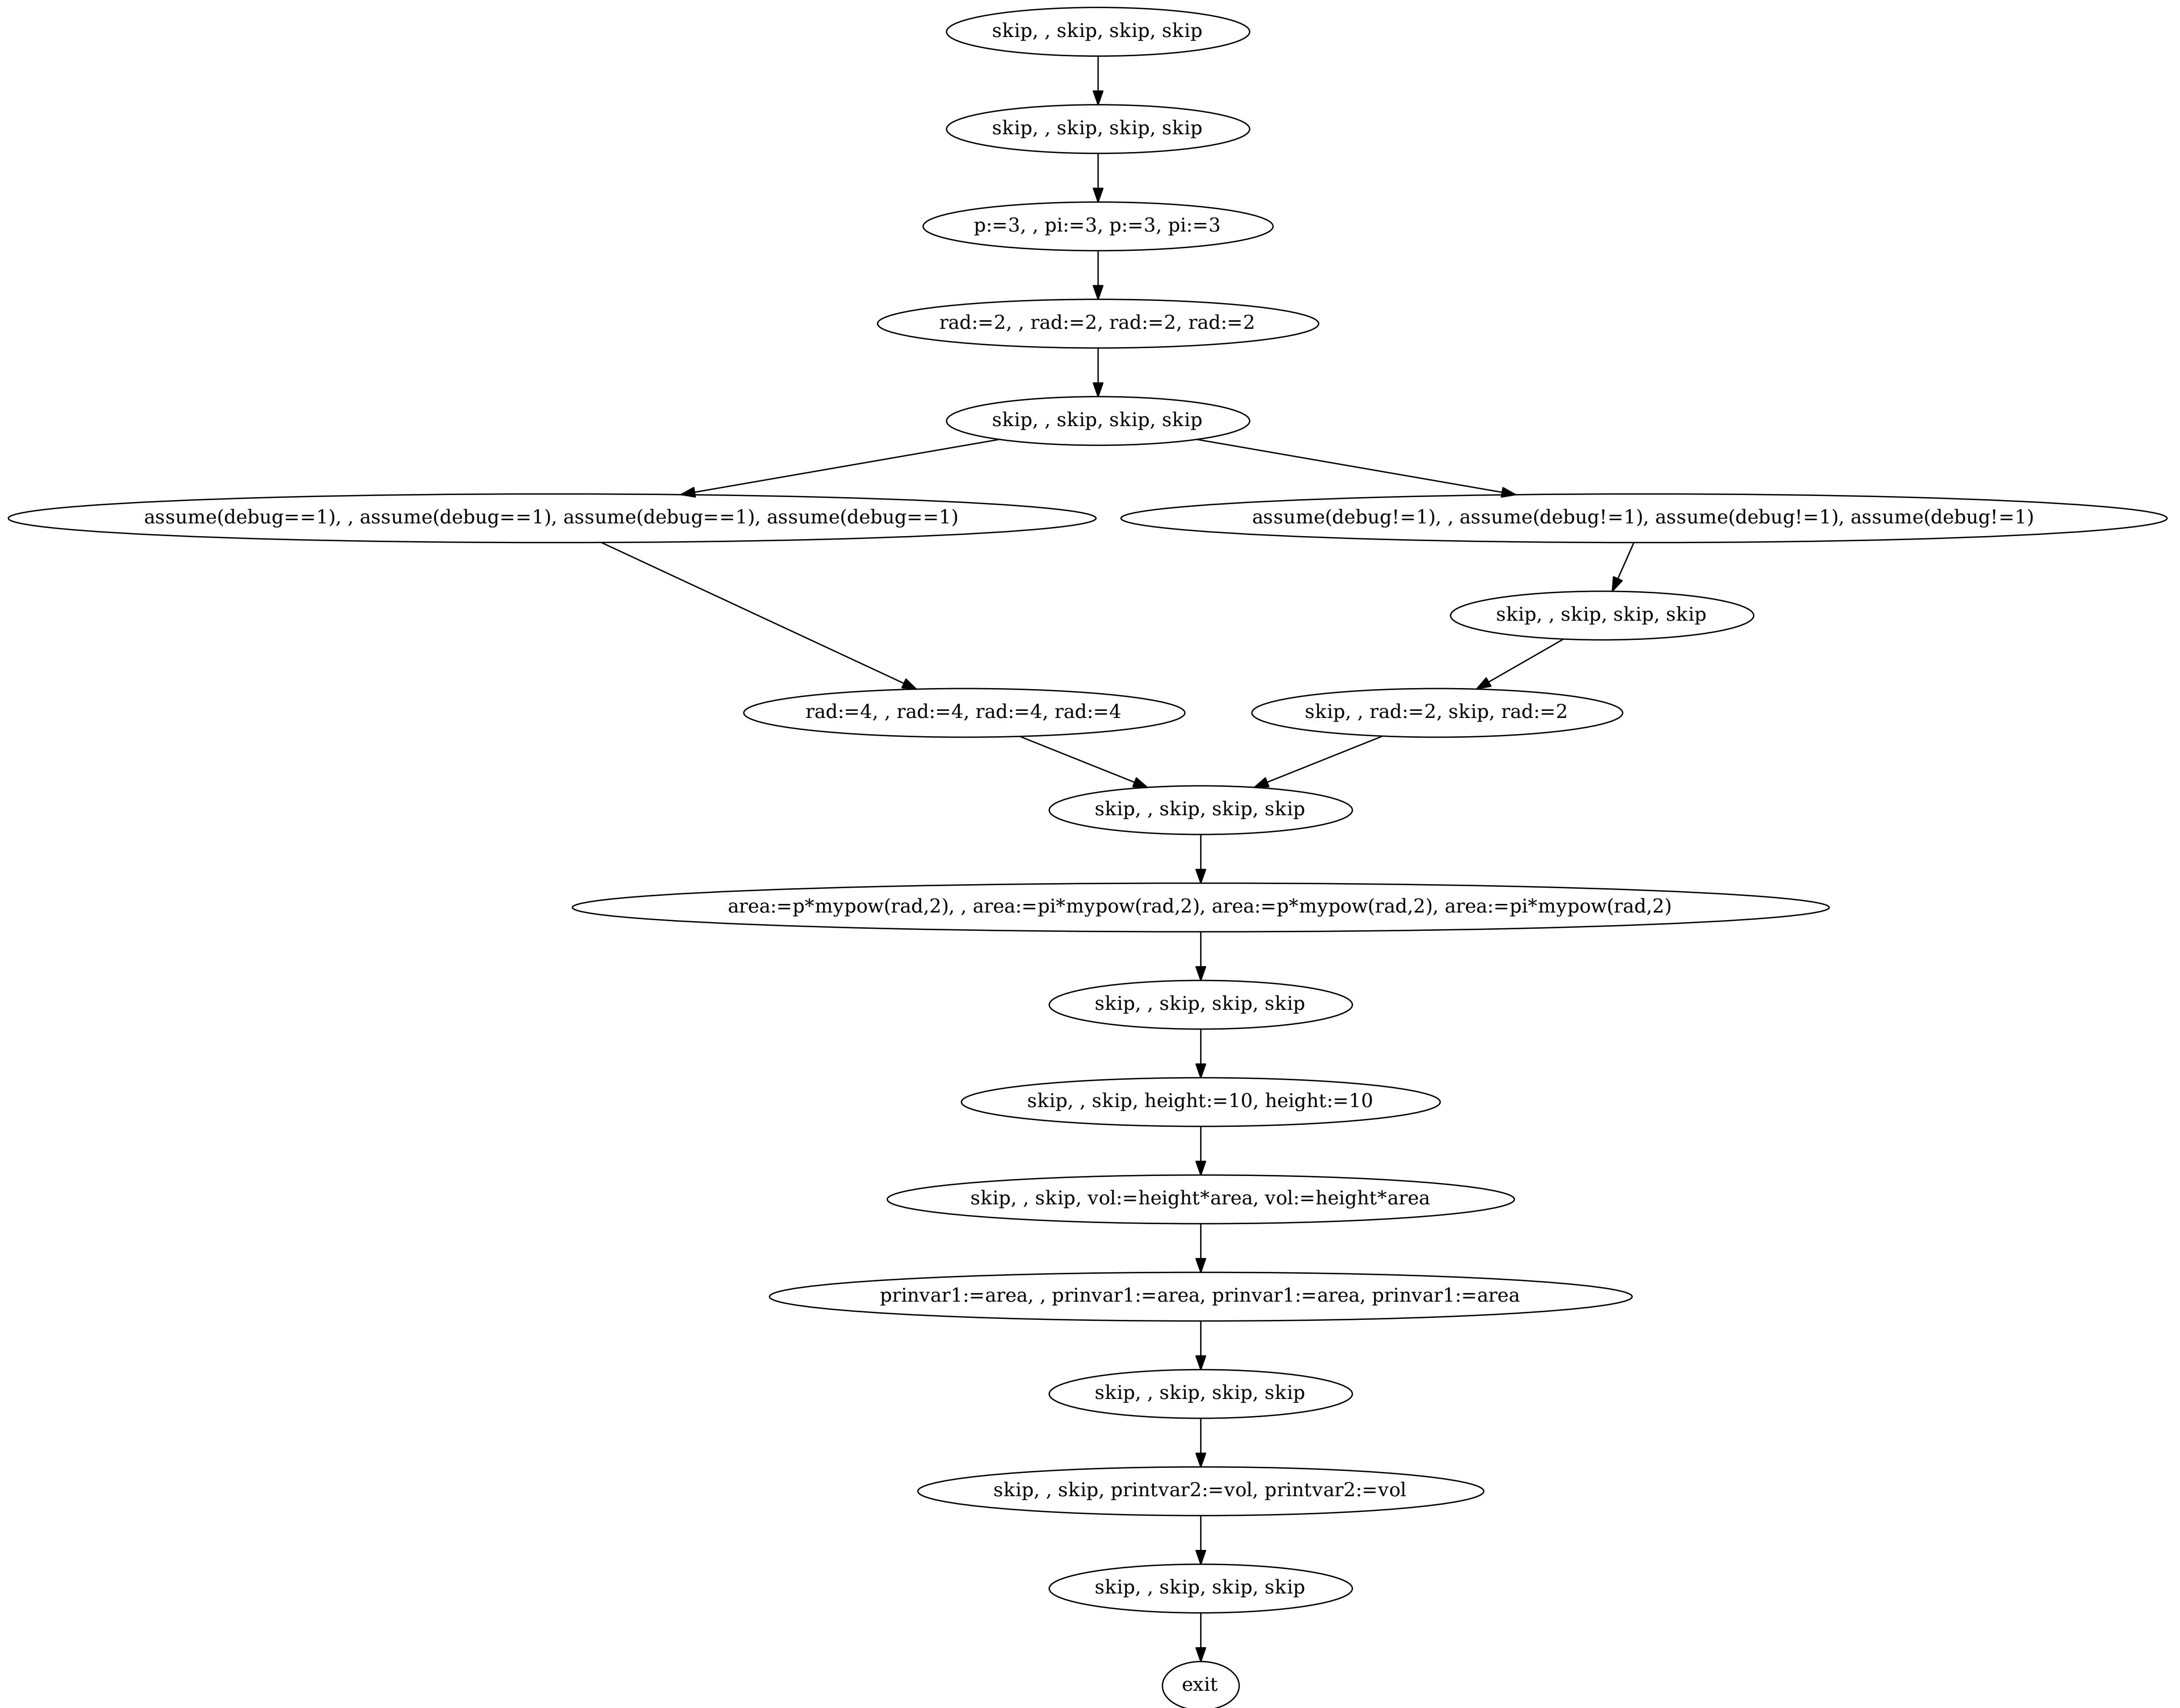 skip, , skip, skip, skip
skip, , skip, skip, skip
p:=3, , pi:=3, p:=3, pi:=3
rad:=2, , rad:=2, rad:=2, rad:=2
skip, , skip, skip, skip
assume(debug==1), , assume(debug==1), assume(debug==1), assume(debug==1)
assume(debug!=1), , assume(debug!=1), assume(debug!=1), assume(debug!=1)
skip, , skip, skip, skip
rad:=4, , rad:=4, rad:=4, rad:=4
skip, , rad:=2, skip, rad:=2
skip, , skip, skip, skip
area:=p*mypow(rad,2), , area:=pi*mypow(rad,2), area:=p*mypow(rad,2), area:=pi*mypow(rad,2)
skip, , skip, skip, skip
skip, , skip, height:=10, height:=10
skip, , skip, vol:=height*area, vol:=height*area
prinvar1:=area, , prinvar1:=area, prinvar1:=area, prinvar1:=area
skip, , skip, skip, skip
skip, , skip, printvar2:=vol, printvar2:=vol
skip, , skip, skip, skip
exit